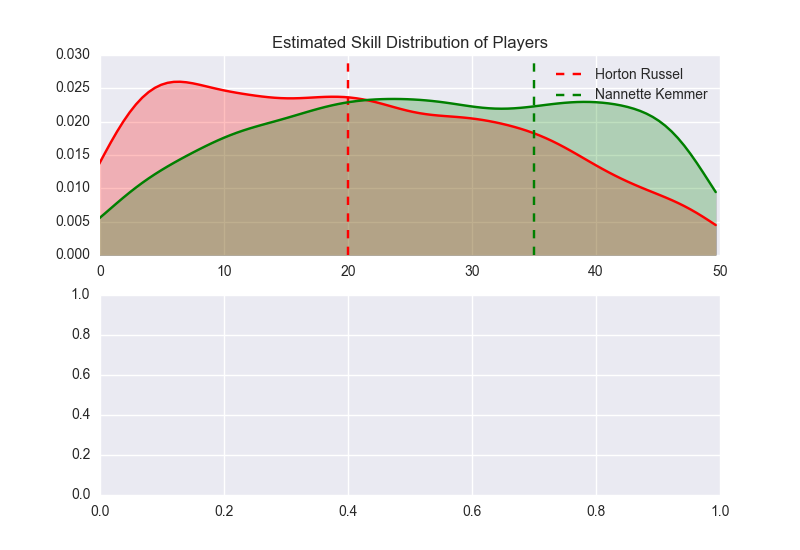 Estimated Skill Distribution of Players
0.030
0.025
0.020
0.015
0.010
0.005
0.000
Horton Russel
Nannette Kemmer
0 10 20 30 40 50
1.0
0.8
0.6
0.4
0.2
0.0
0.0 0.2 0.4 0.6 0.8 1.0